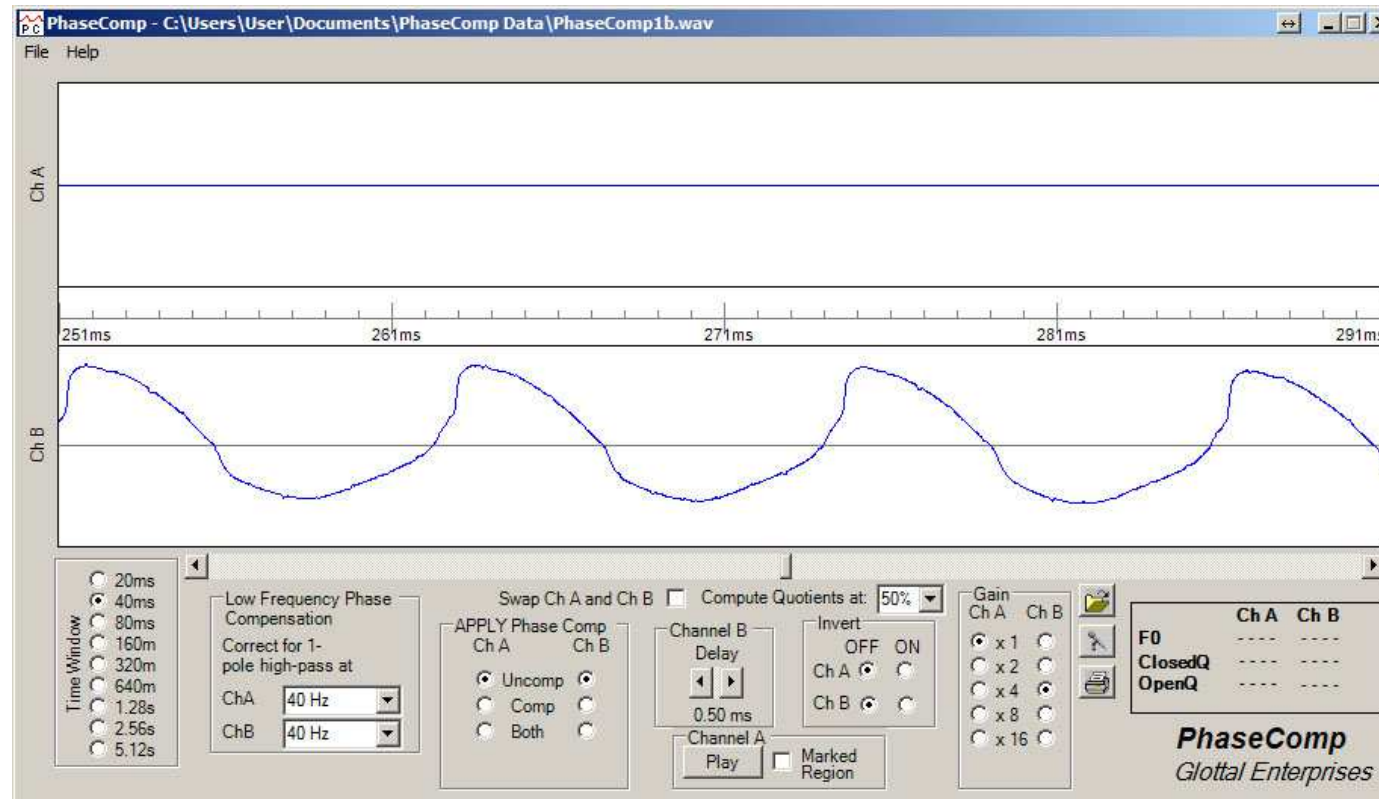 PhaseComp - C:\Users\User\Documents\PhaseComp Data\PhaseComp1b.wav
File Help
Ch A
251ms 261ms 271ms 281ms 291m
Ch B
Time Window
20ms
40ms
80ms
160m
320m
640m
1.28s
2.56s
5.12s
Low Frequency Phase
Compensation
Correct for 1-
pole high-pass at
ChA 40 Hz
ChB 40 Hz
Swap Ch A and Ch B Compute Quotients at: 50%
APPLY Phase Comp
Ch A Ch B
Uncomp
Comp
Both
Channel B
Delay
0.50 ms
Invert
OFF ON
Ch A
Ch B
Channel A
Play Marked
Region
Gain
Ch A Ch B
x 1
x 2
x 4
x 8
x 16
Ch A Ch B
F0 ---- ----
ClosedQ ---- ----
OpenQ ---- ----
PhaseComp
Glottal Enterprises